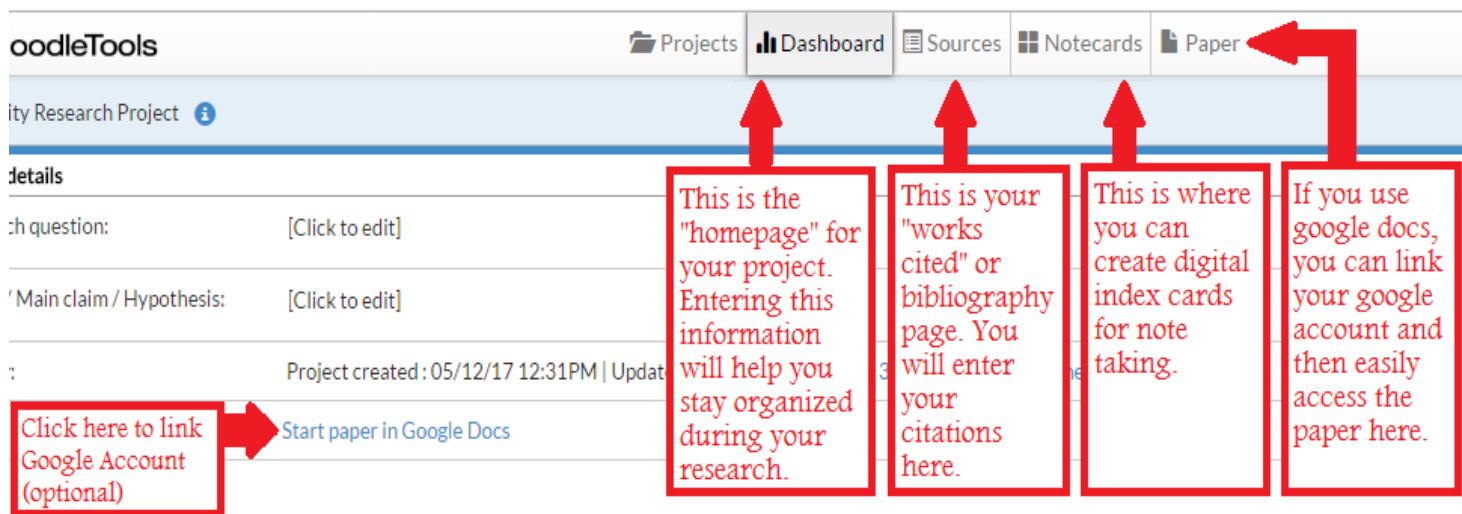 oodleTools Projects Dashboard Sources Notecards Paper
ity Research Project
details
ch question: [Click to edit]
/ Main claim / Hypothesis: [Click to edit]
Project created : 05/12/17 12:31PM | Updat
Start paper in Google Docs
Click here to link
Google Account
(optional)
This is the
"homepage" for
your project.
Entering this
information
will help you
stay organized
during your
research.
This is your
"works
cited" or
bibliography
page. You
will enter
your
citations
here.
This is where
you can
create digital
index cards
for note
taking.
If you use
google docs,
you can link
your google
account and
then easily
access the
paper here.